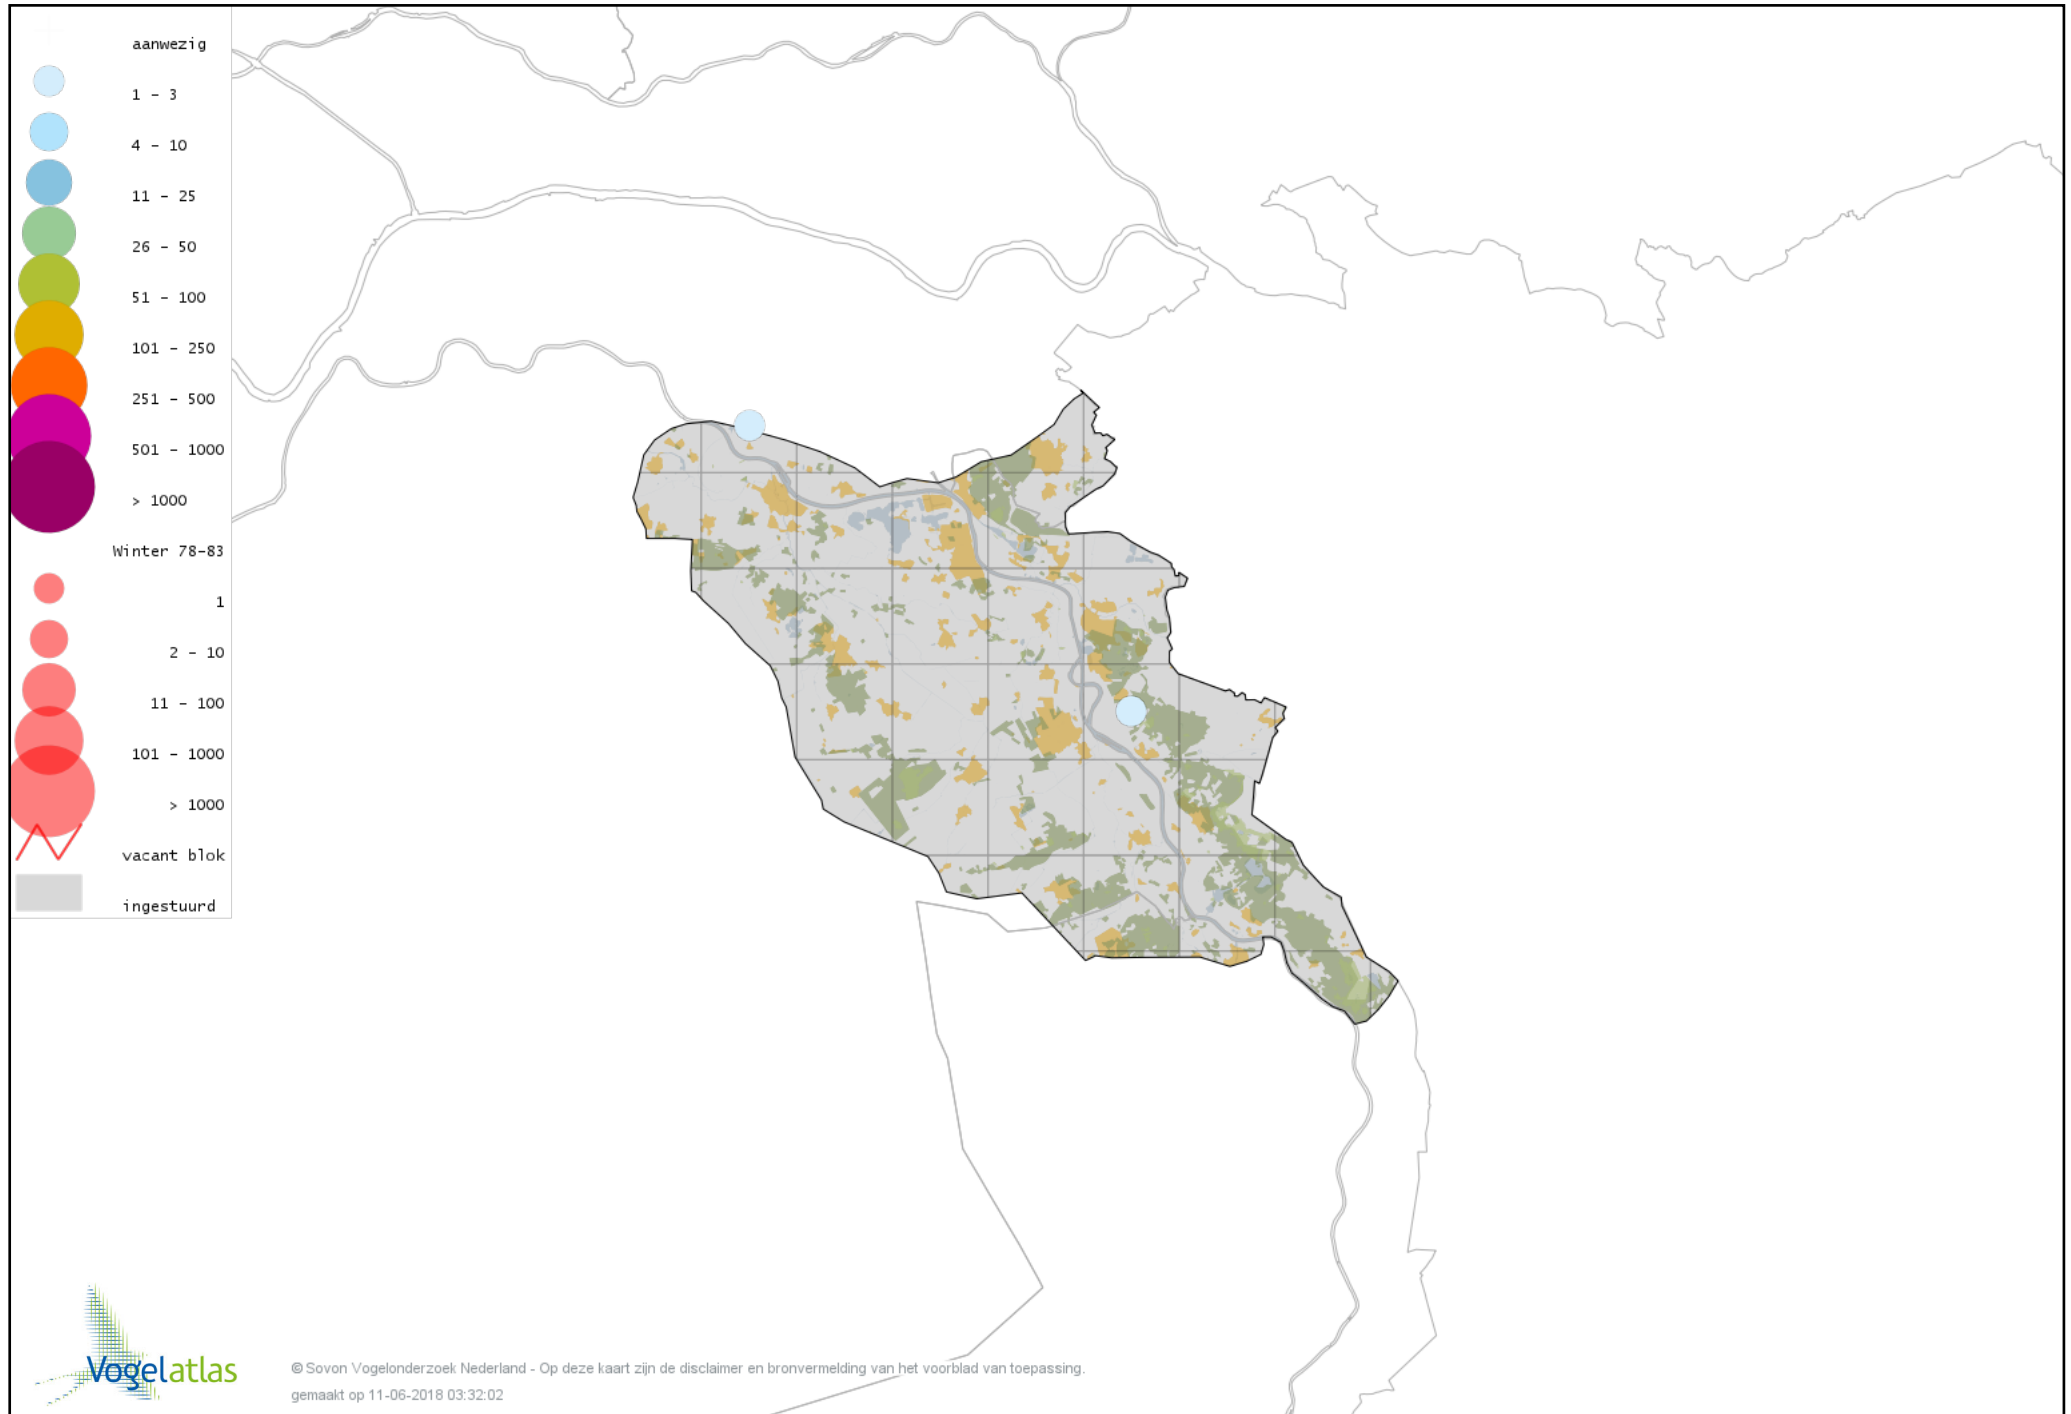 aanwezig
1 - 3
4 - 10
11 - 25
26 - 50
51 - 100
101 - 250
251 - 500
501 - 1000
> 1000
Winter 78-83
1
2 - 10
11 - 100
101 - 1000
> 1000
vacant blok
ingestuurd
Vogelatlas
© Sovon Vogelonderzoek Nederland - Op deze kaart zijn de disclaimer en bronvermelding van het voorblad van toepassing.
gemaakt op 11-06-2018 03:32:02